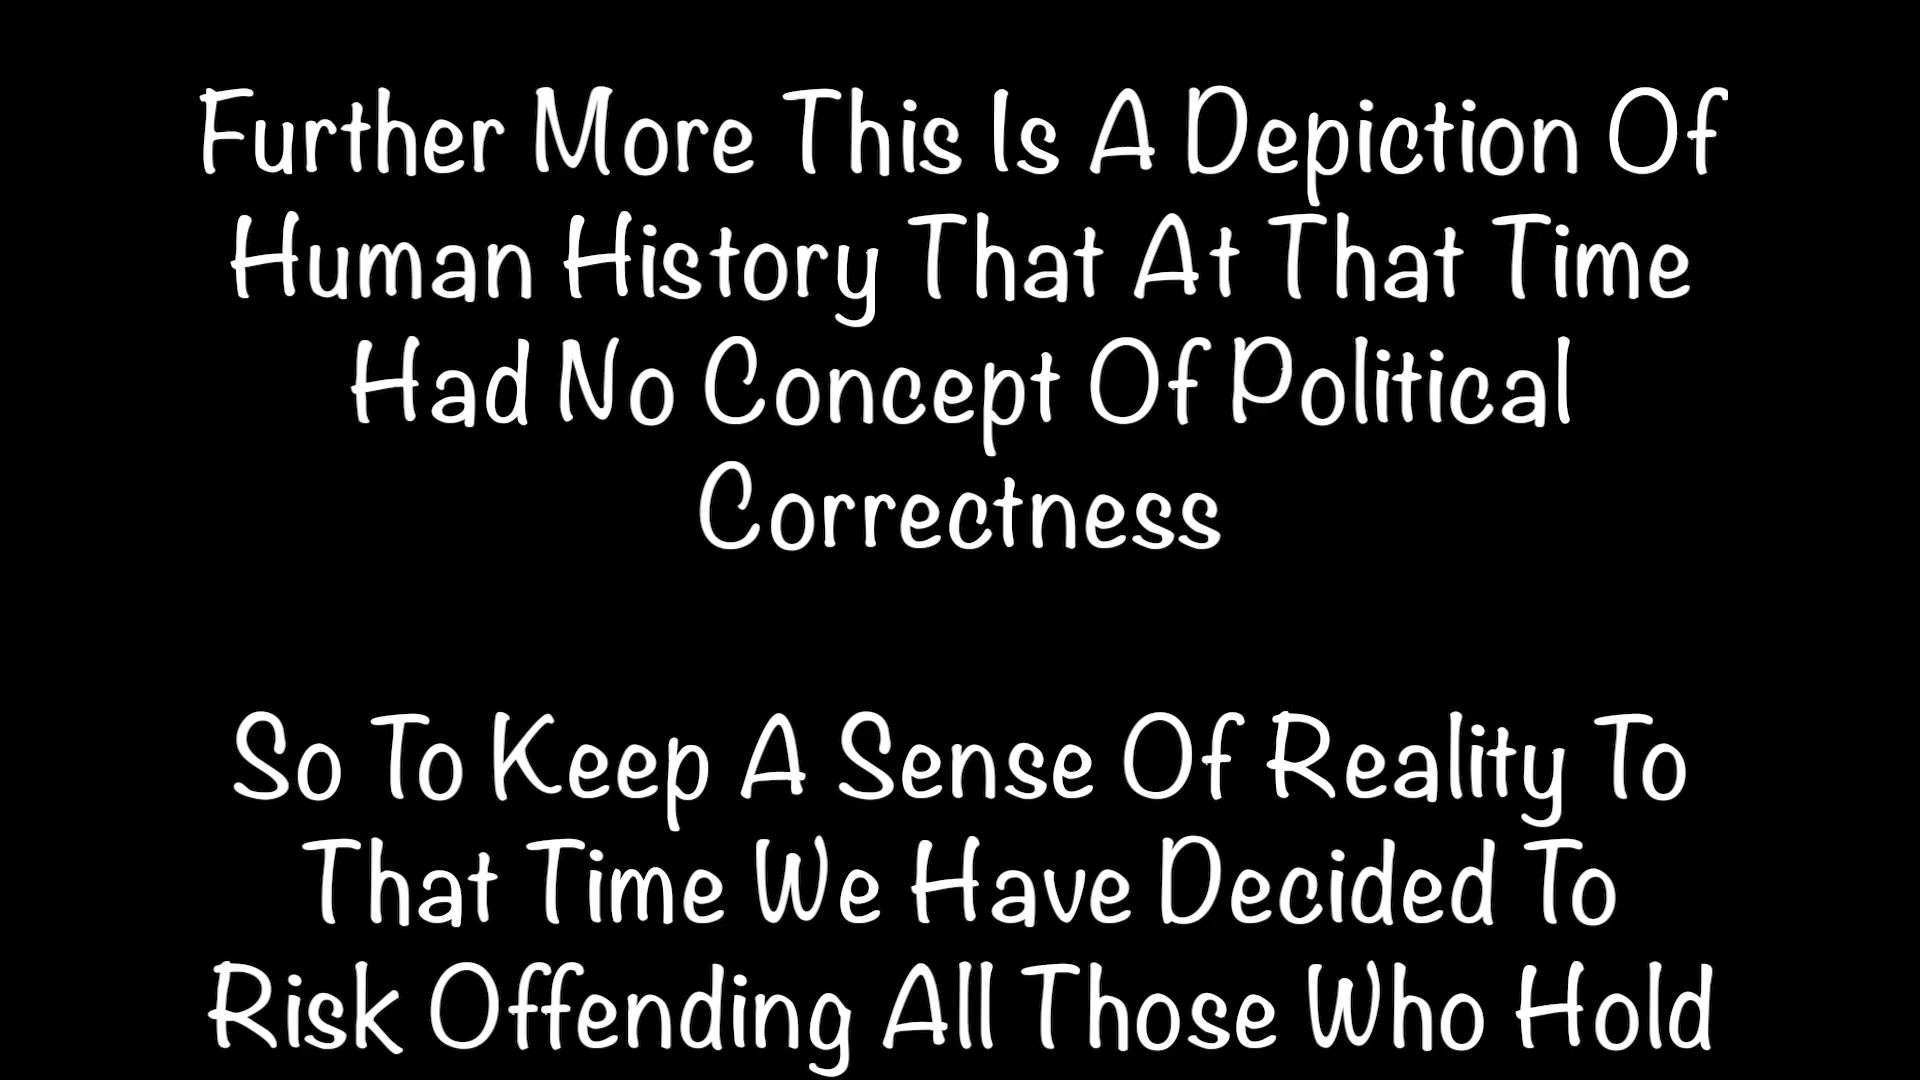 Further More This Is A Depiction Of
Human History That At That Time
Had No Concept Of Political
Correctness
So To Keep A Sense Of Reality To
That Time We Have Decided To
Risk Offending All Those Who Hold